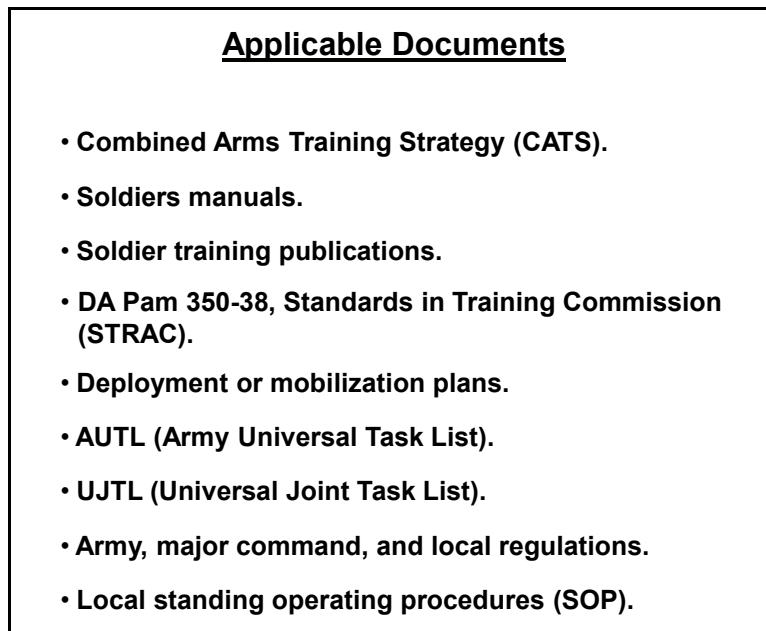 Applicable Documents
• Combined Arms Training Strategy (CATS).
• Soldiers manuals.
• Soldier training publications.
• DA Pam 350-38, Standards in Training Commission
(STRAC).
• Deployment or mobilization plans.
• AUTL (Army Universal Task List).
• UJTL (Universal Joint Task List).
• Army, major command, and local regulations.
• Local standing operating procedures (SOP).